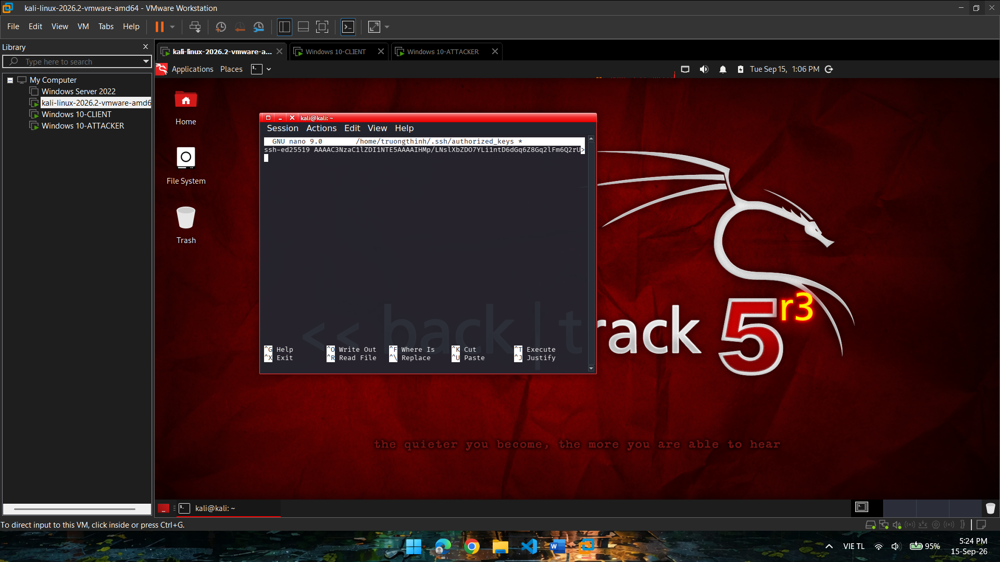 kali-linux-2026.2-vmware-amd64 - VMware Workstation
File Edit View VM Tabs Help
Library
Type here to search
My Computer
Windows Server 2022
kali-linux-2026.2-vmware-amd6
Windows 10-CLIENT
Windows 10-ATTACKER
kali-linux-2026.2-vmware-a...
Windows 10-CLIENT
Windows 10-ATTACKER
Applications Places
Tue Sep 15, 1:06 PM
Home
File System
Trash
kali@kali: ~
Session Actions Edit View Help
GNU nano 9.0 /home/truongthinh/.ssh/authorized_keys *
ssh-ed25519 AAAAC3NzaC1lZDI1NTE5AAAAIHMp/LNslXbZDO7YLi1ntD6dGq6Z8Gq2lFm6Q2rU>
^G Help ^O Write Out ^F Where Is ^K Cut ^T Execute
^X Exit ^R Read File ^\ Replace ^U Paste ^J Justify
<< back | track 5 r3
the quieter you become, the more you are able to hear
kali@kali: ~
To direct input to this VM, click inside or press Ctrl+G.
VIE TL
95%
5:24 PM
15-Sep-26